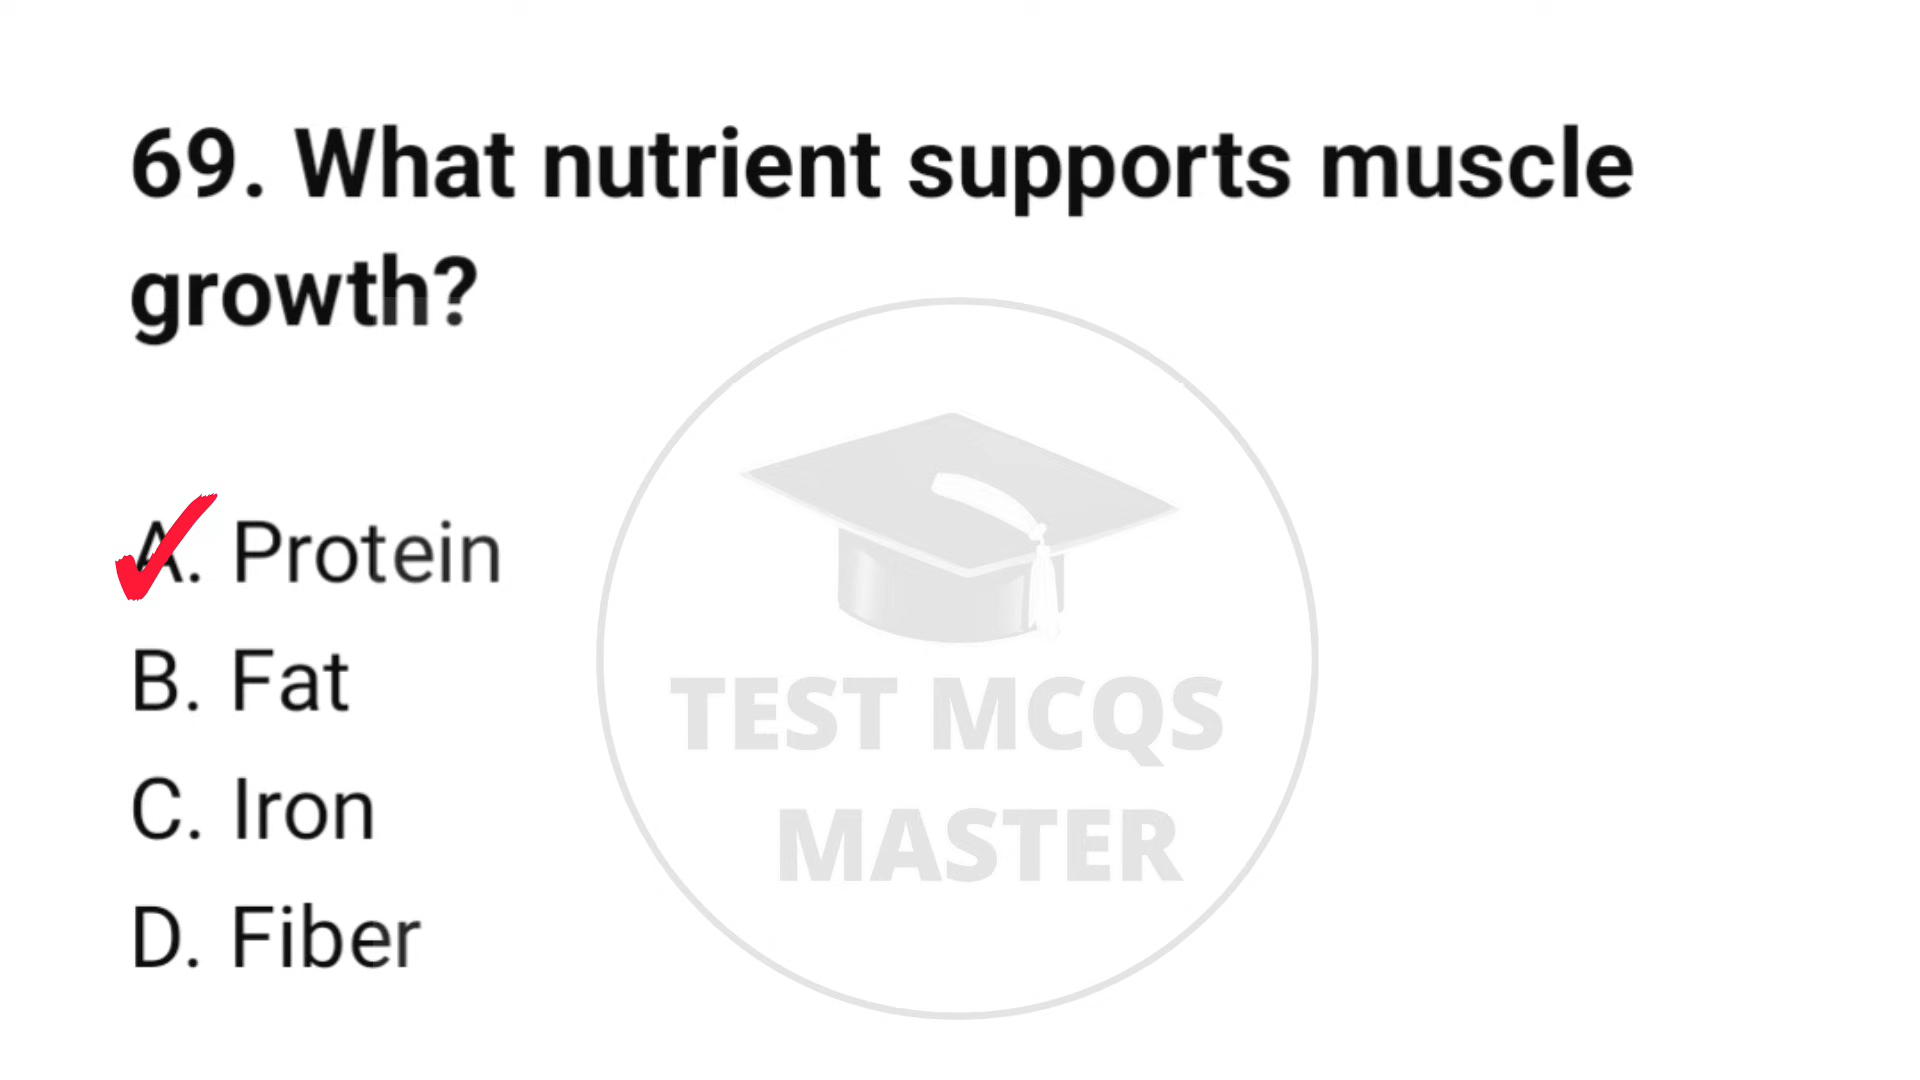 69. What nutrient supports muscle
growth?
A. Protein
B. Fat
C. Iron
D. Fiber
TEST MCQS
MASTER